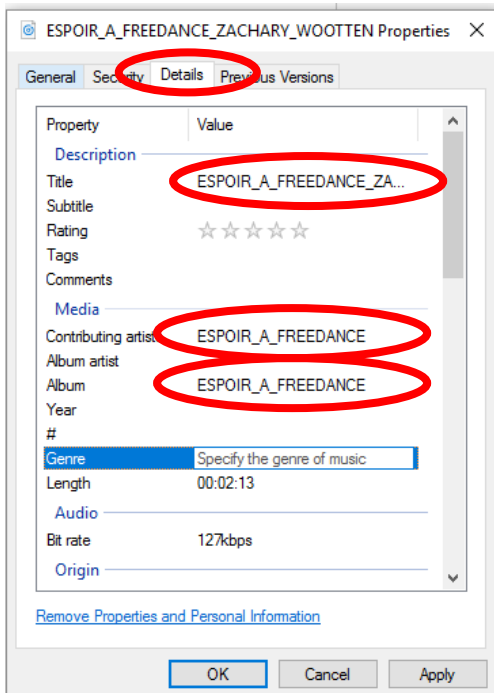 ESPOIR_A_FREEDANCE_ZACHARY_WOOTTEN Properties
General Security Details Previous Versions
Property Value
Description
Title ESPOIR_A_FREEDANCE_ZA...
Subtitle
Rating
Tags
Comments
Media
Contributing artist ESPOIR_A_FREEDANCE
Album artist
Album ESPOIR_A_FREEDANCE
Year
#
Genre Specify the genre of music
Length 00:02:13
Audio
Bit rate 127kbps
Origin
Remove Properties and Personal Information
OK Cancel Apply